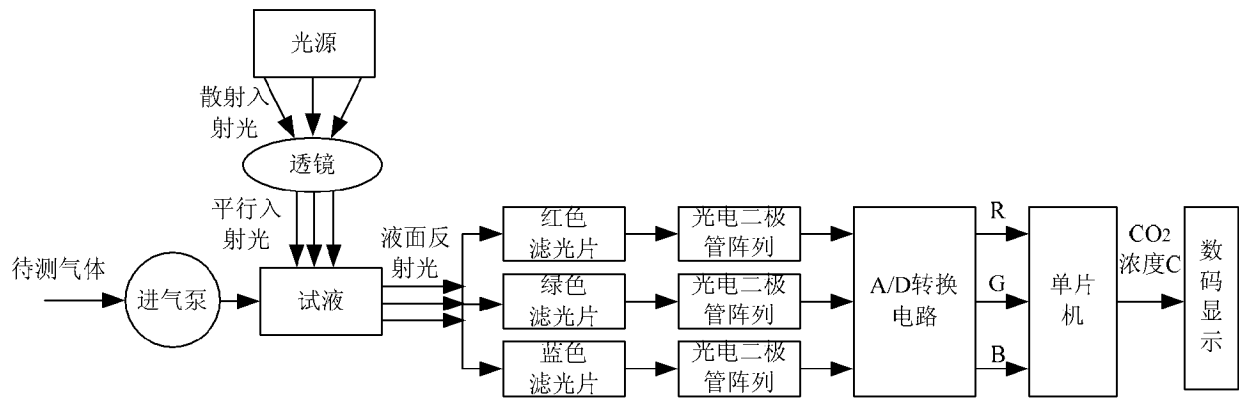 光源
散射入
射光
透镜
平行入
射光
待测气体
进气泵
试液
液面反
射光
红色
滤光片
绿色
滤光片
蓝色
滤光片
光电二极
管阵列
光电二极
管阵列
光电二极
管阵列
A/D转换
电路
R
G
B
单片
机
CO2
浓度C
数
码
显
示